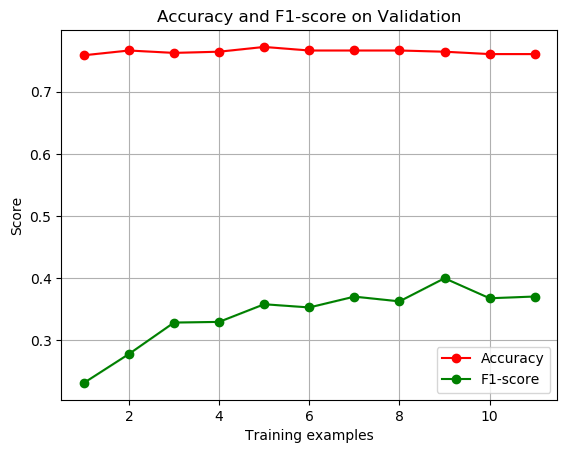 Accuracy and F1-score on Validation
Score
0.7
0.6
0.5
0.4
0.3
Accuracy
F1-score
2 4 6 8 10
Training examples